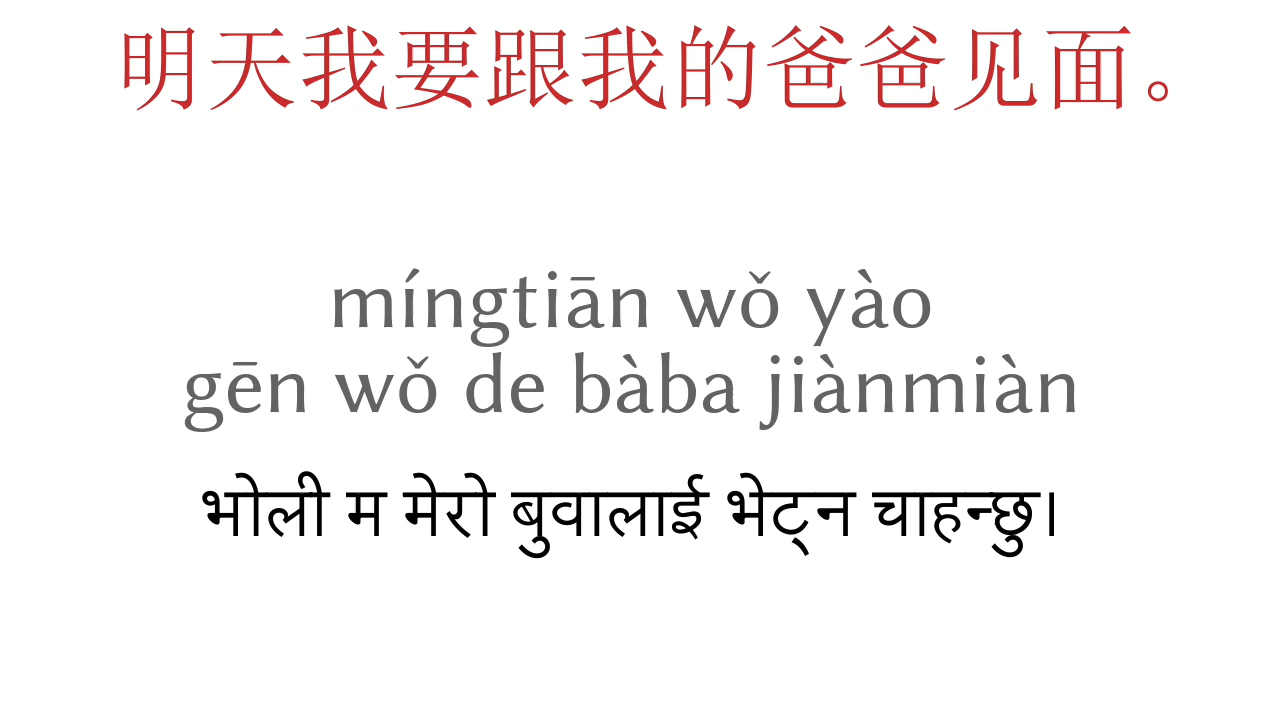 明天我要跟我的爸爸见面。
míngtiān wǒ yào
gēn wǒ de bàba jiànmiàn
भोली म मेरो बुवालाई भेट्न चाहन्छु।